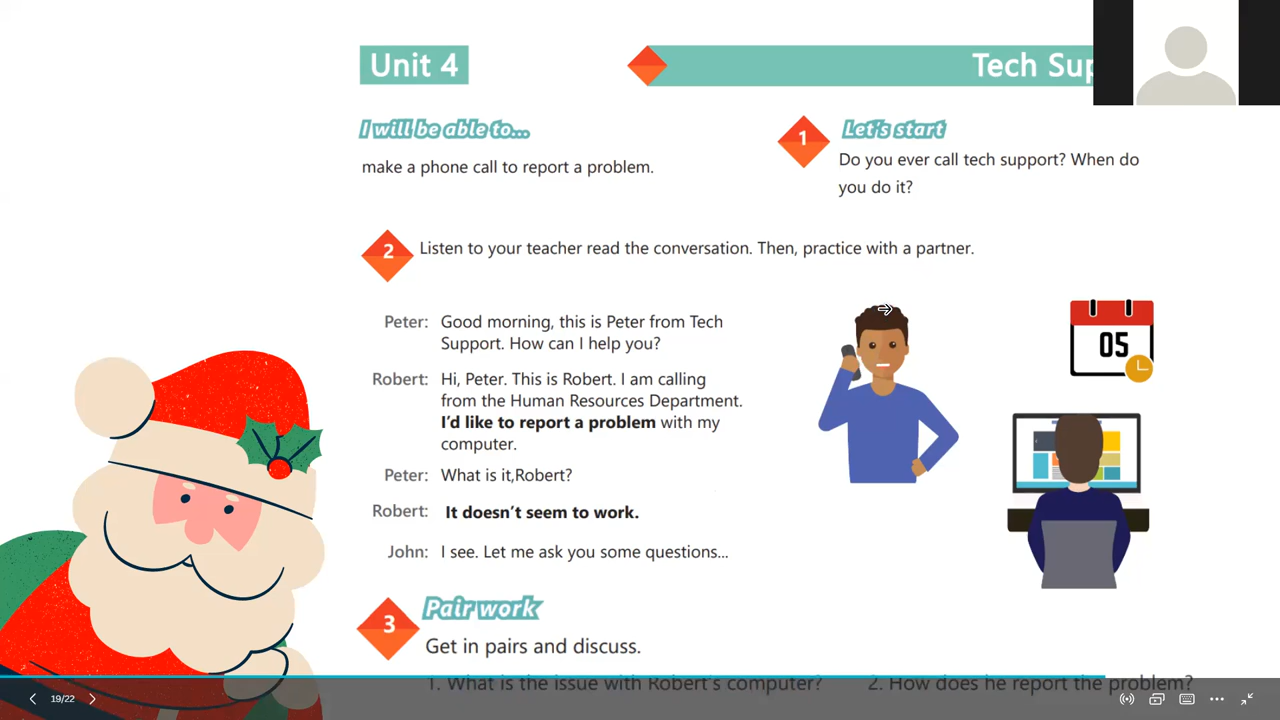 Unit 4
Tech Sup
I will be able to...
make a phone call to report a problem.
1
Let's start
Do you ever call tech support? When do
you do it?
2
Listen to your teacher read the conversation. Then, practice with a partner.
Peter: Good morning, this is Peter from Tech
Support. How can I help you?
Robert: Hi, Peter. This is Robert. I am calling
from the Human Resources Department.
I'd like to report a problem with my
computer.
Peter: What is it,Robert?
Robert: It doesn't seem to work.
John: I see. Let me ask you some questions...
05
3
Pair work
Get in pairs and discuss.
1. What is the issue with Robert's computer?
2. How does he report the problem?
19/22